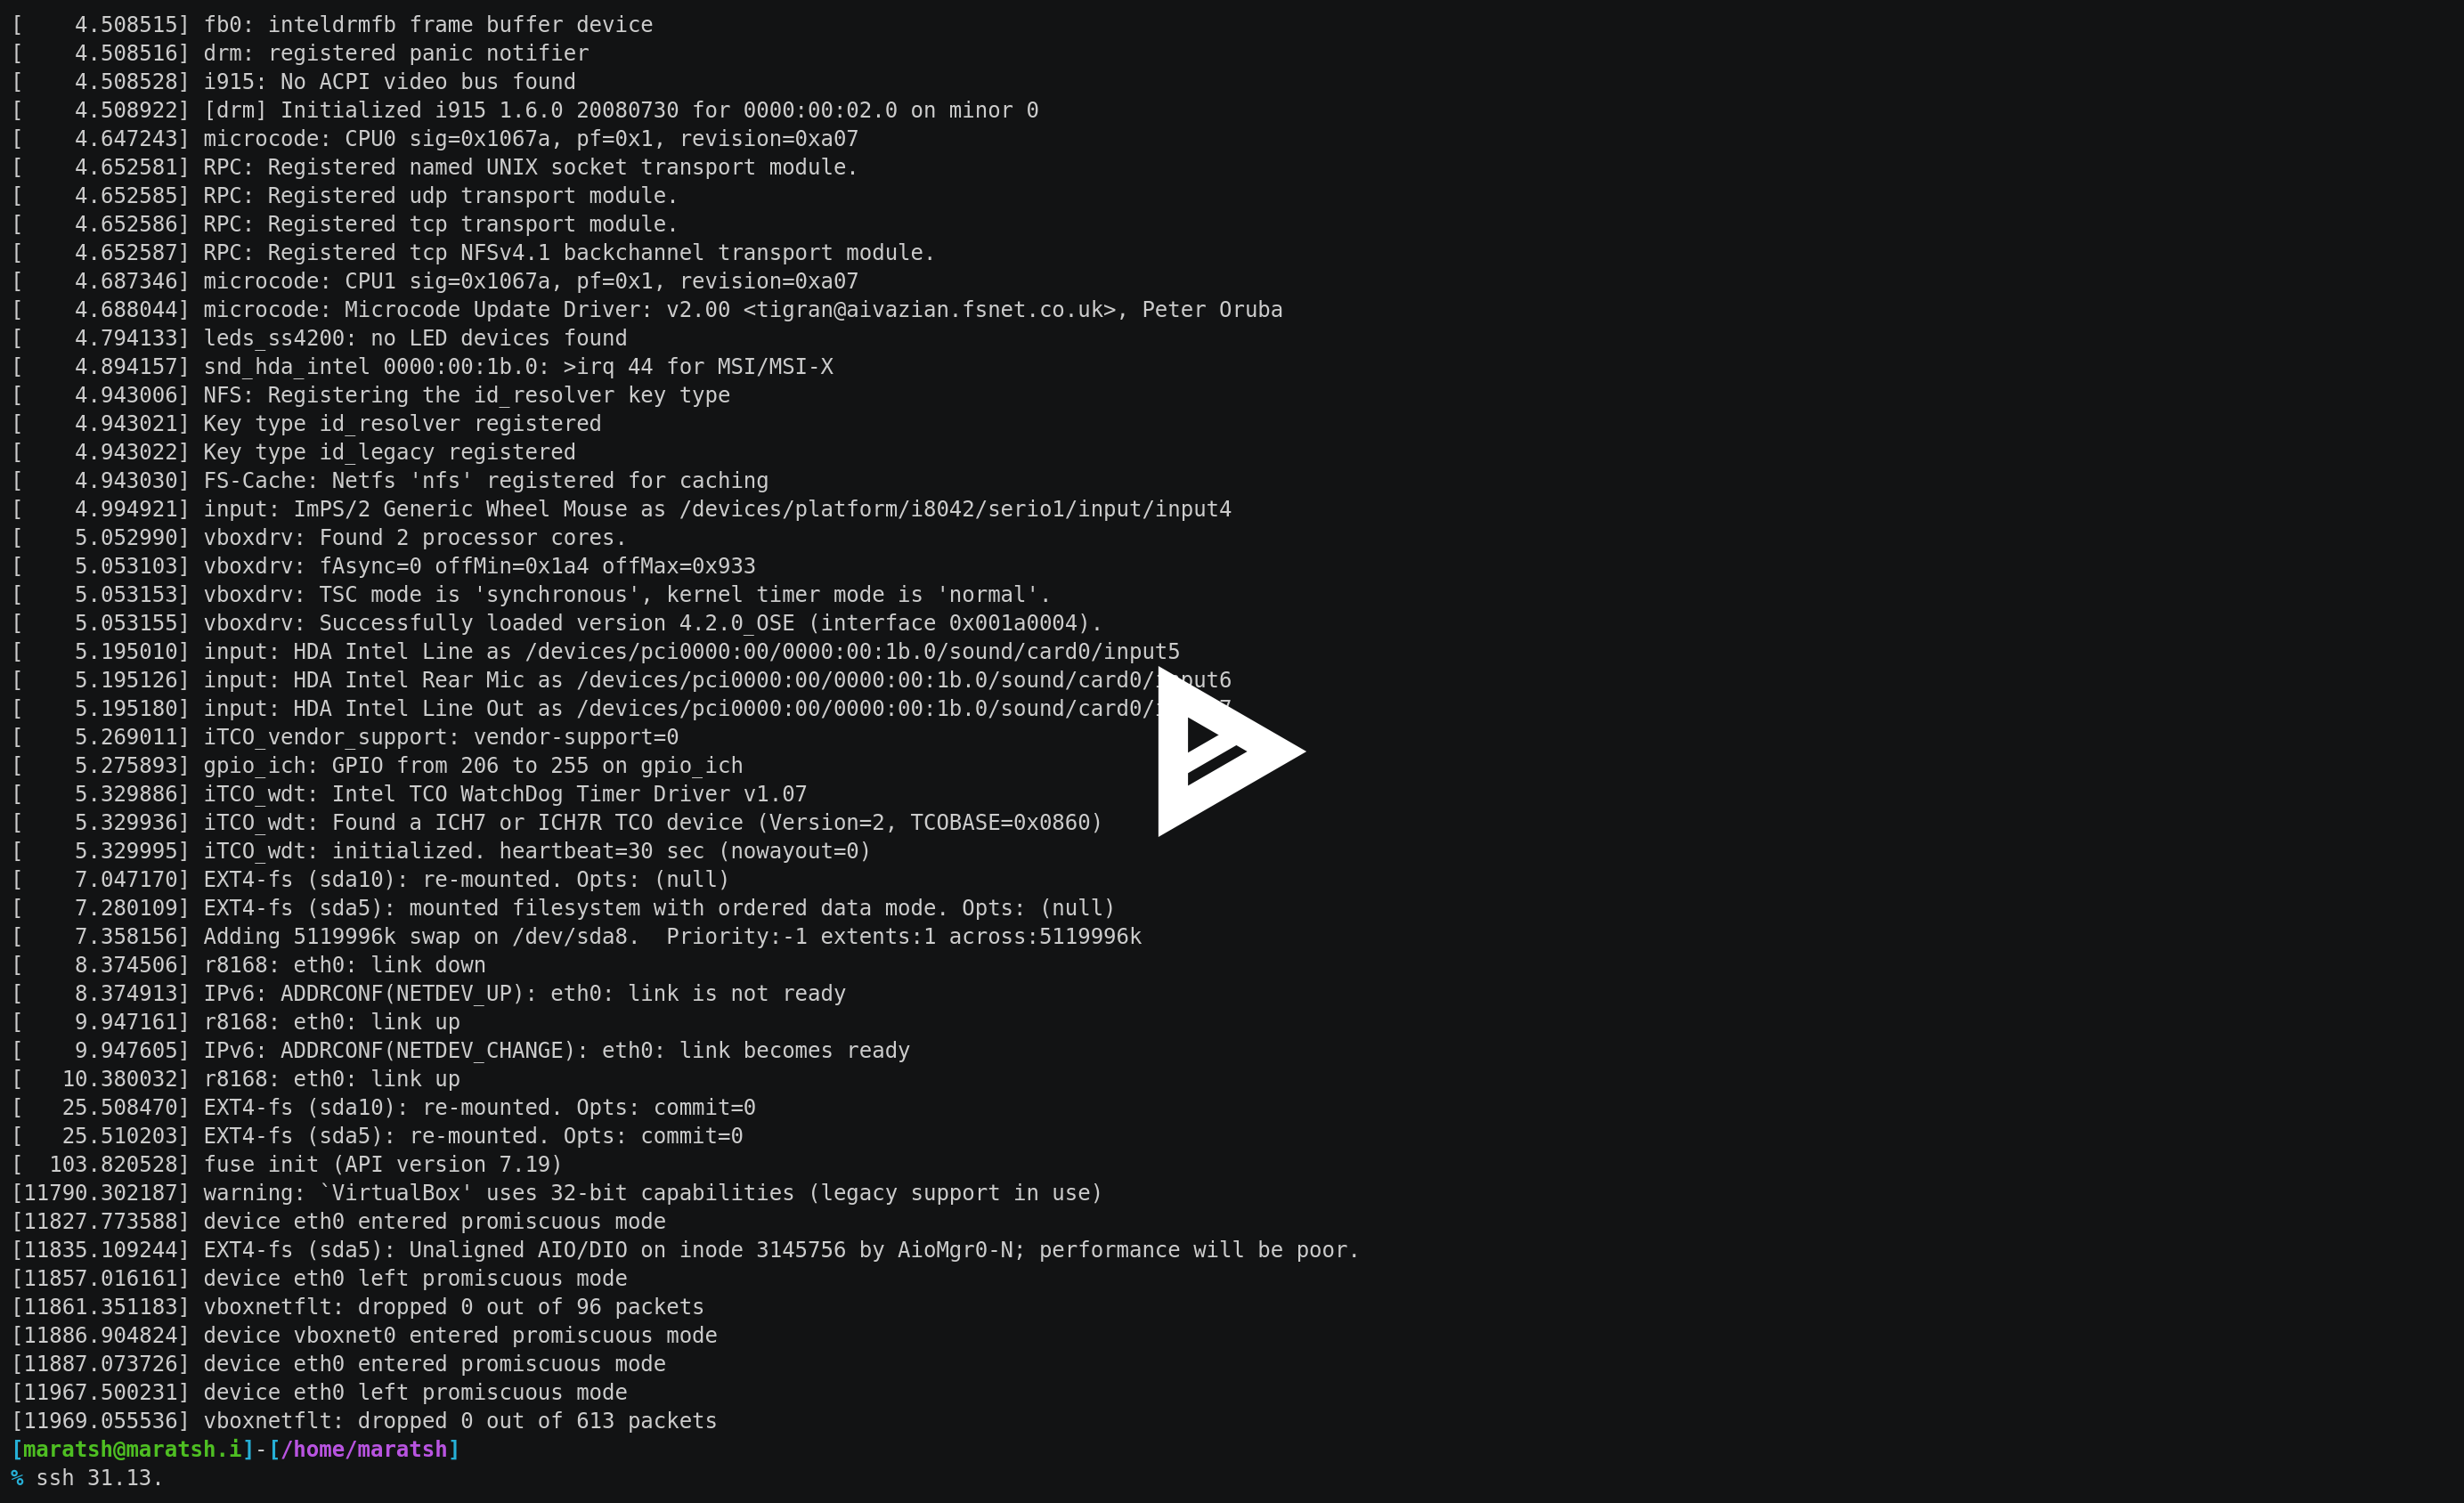 [    4.508515] fb0: inteldrmfb frame buffer device
[    4.508516] drm: registered panic notifier
[    4.508528] i915: No ACPI video bus found
[    4.508922] [drm] Initialized i915 1.6.0 20080730 for 0000:00:02.0 on minor 0
[    4.647243] microcode: CPU0 sig=0x1067a, pf=0x1, revision=0xa07
[    4.652581] RPC: Registered named UNIX socket transport module.
[    4.652585] RPC: Registered udp transport module.
[    4.652586] RPC: Registered tcp transport module.
[    4.652587] RPC: Registered tcp NFSv4.1 backchannel transport module.
[    4.687346] microcode: CPU1 sig=0x1067a, pf=0x1, revision=0xa07
[    4.688044] microcode: Microcode Update Driver: v2.00 <tigran@aivazian.fsnet.co.uk>, Peter Oruba
[    4.794133] leds_ss4200: no LED devices found
[    4.894157] snd_hda_intel 0000:00:1b.0: >irq 44 for MSI/MSI-X
[    4.943006] NFS: Registering the id_resolver key type
[    4.943021] Key type id_resolver registered
[    4.943022] Key type id_legacy registered
[    4.943030] FS-Cache: Netfs 'nfs' registered for caching
[    4.994921] input: ImPS/2 Generic Wheel Mouse as /devices/platform/i8042/serio1/input/input4
[    5.052990] vboxdrv: Found 2 processor cores.
[    5.053103] vboxdrv: fAsync=0 offMin=0x1a4 offMax=0x933
[    5.053153] vboxdrv: TSC mode is 'synchronous', kernel timer mode is 'normal'.
[    5.053155] vboxdrv: Successfully loaded version 4.2.0_OSE (interface 0x001a0004).
[    5.195010] input: HDA Intel Line as /devices/pci0000:00/0000:00:1b.0/sound/card0/input5
[    5.195126] input: HDA Intel Rear Mic as /devices/pci0000:00/0000:00:1b.0/sound/card0/input6
[    5.195180] input: HDA Intel Line Out as /devices/pci0000:00/0000:00:1b.0/sound/card0/
[    5.269011] iTCO_vendor_support: vendor-support=0
[    5.275893] gpio_ich: GPIO from 206 to 255 on gpio_ich
[    5.329886] iTCO_wdt: Intel TCO WatchDog Timer Driver v1.07
[    5.329936] iTCO_wdt: Found a ICH7 or ICH7R TCO device (Version=2, TCOBASE=0x0860)
[    5.329995] iTCO_wdt: initialized. heartbeat=30 sec (nowayout=0)
[    7.047170] EXT4-fs (sda10): re-mounted. Opts: (null)
[    7.280109] EXT4-fs (sda5): mounted filesystem with ordered data mode. Opts: (null)
[    7.358156] Adding 5119996k swap on /dev/sda8.  Priority:-1 extents:1 across:5119996k
[    8.374506] r8168: eth0: link down
[    8.374913] IPv6: ADDRCONF(NETDEV_UP): eth0: link is not ready
[    9.947161] r8168: eth0: link up
[    9.947605] IPv6: ADDRCONF(NETDEV_CHANGE): eth0: link becomes ready
[   10.380032] r8168: eth0: link up
[   25.508470] EXT4-fs (sda10): re-mounted. Opts: commit=0
[   25.510203] EXT4-fs (sda5): re-mounted. Opts: commit=0
[  103.820528] fuse init (API version 7.19)
[11790.302187] warning: `VirtualBox' uses 32-bit capabilities (legacy support in use)
[11827.773588] device eth0 entered promiscuous mode
[11835.109244] EXT4-fs (sda5): Unaligned AIO/DIO on inode 3145756 by AioMgr0-N; performance will be poor.
[11857.016161] device eth0 left promiscuous mode
[11861.351183] vboxnetflt: dropped 0 out of 96 packets
[11886.904824] device vboxnet0 entered promiscuous mode
[11887.073726] device eth0 entered promiscuous mode
[11967.500231] device eth0 left promiscuous mode
[11969.055536] vboxnetflt: dropped 0 out of 613 packets
[maratsh@maratsh.i]-[/home/maratsh]
% ssh 31.13.